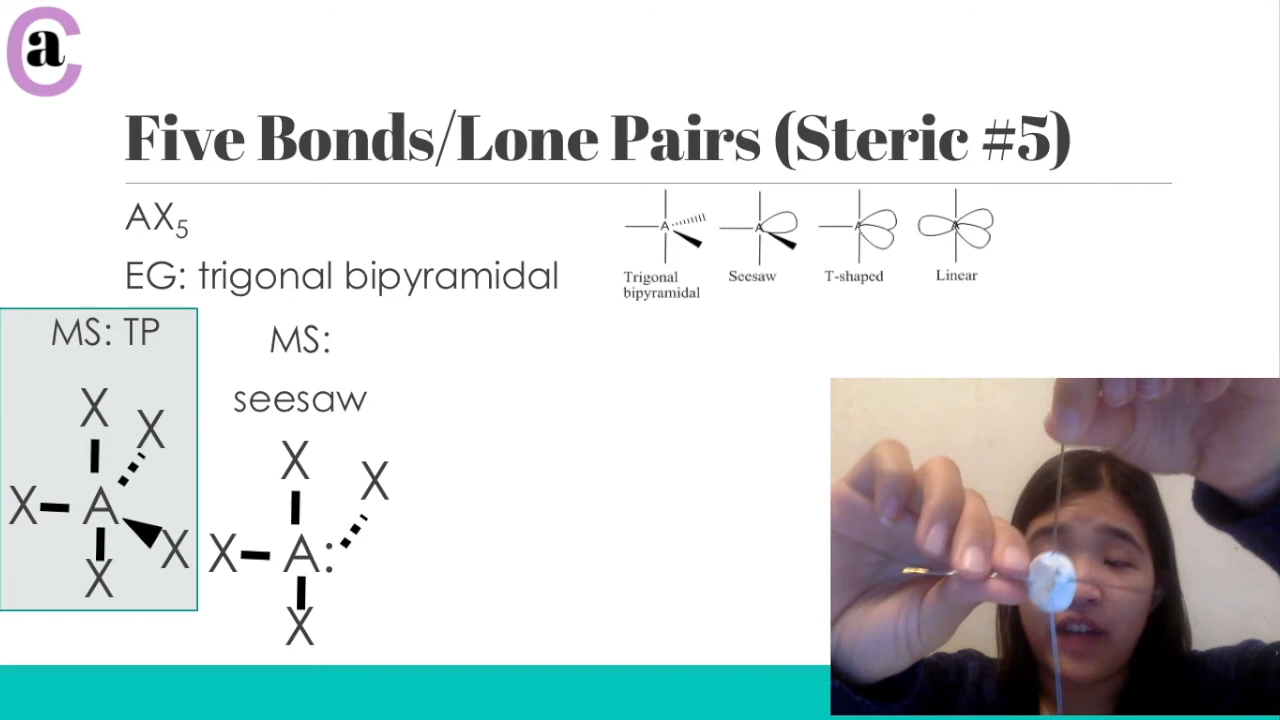 a
C
Five Bonds/Lone Pairs (Steric #5)
AX5
EG: trigonal bipyramidal
A
A
A
A
Trigonal
bipyramidal
Seesaw
T-shaped
Linear
MS: TP
X
X
X
A
X
X
MS:
seesaw
X
X
X
A:
X